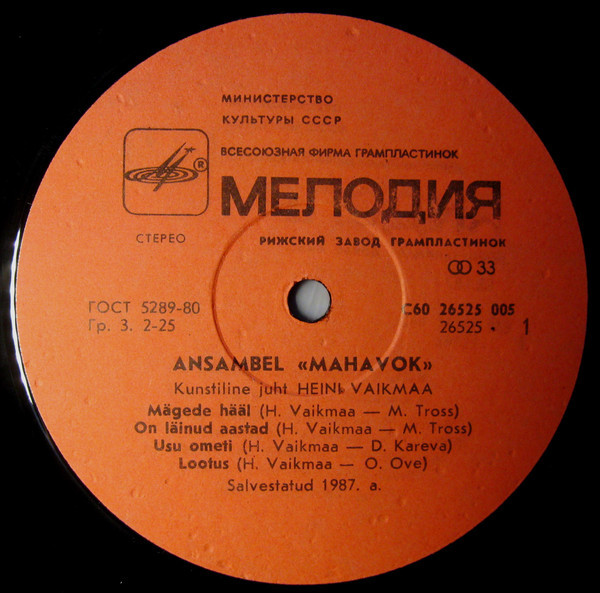 МИНИСТЕРСТВО
КУЛЬТУРЫ СССР
ВСЕСОЮЗНАЯ ФИРМА ГРАМПЛАСТИНОК
®
МЕЛОДИЯ
СТЕРЕО
РИЖСКИЙ ЗАВОД ГРАМПЛАСТИНОК
33
ГОСТ 5289-80
С60 26525 005
Гр. 3. 2-25
26525 • 1
ANSAMBEL «MAHAVOK»
Kunstiline juht HEINI VAIKMAA
Mägede hääl (H. Vaikmaa — M. Tross)
On läinud aastad (H. Vaikmaa — M. Tross)
Usu ometi (H. Vaikmaa — D. Kareva)
Lootus (H. Vaikmaa — O. Ove)
Salvestatud 1987. a.